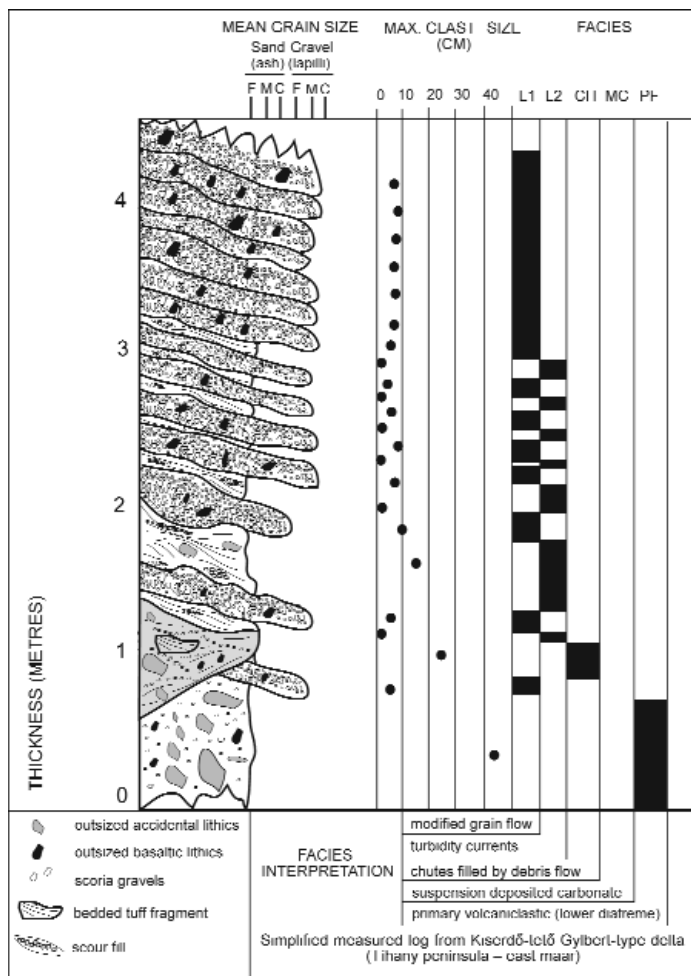 MEAN GRAIN SIZE MAX. CLAST SIZE FACIES
(CM)
Sand Gravel
(ash) (lapilli)
F M C F M C 0 10 20 30 40 L1 L2 CH MC PF
4
3
2
1
0
THICKNESS (METRES)
outsized accidental lithics
outsized basaltic lithics
scoria gravels
bedded tuff fragment
scour fill
FACIES
INTERPRETATION
modified grain flow
turbidity currents
chutes filled by debris flow
suspension deposited carbonate
primary volcaniclastic (lower diatreme)
Simplified measured log from Kiserdő-tető Gylbert-type delta
(Tihany peninsula – east maar)